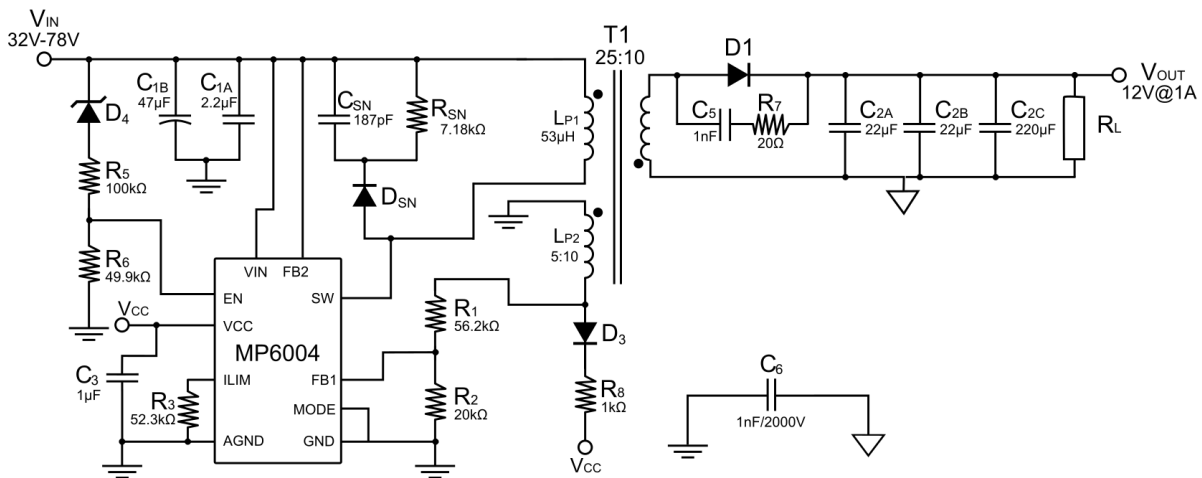 VIN
32V-78V
T1
25:10
D1
VOUT
12V@1A
C1B
47µF
C1A
2.2µF
CSN
187pF
RSN
7.18kΩ
LP1
53µH
C5
1nF
R7
20Ω
C2A
22µF
C2B
22µF
C2C
220µF
RL
D4
R5
100kΩ
DSN
LP2
5:10
R6
49.9kΩ
VIN
FB2
EN
SW
VCC
VCC
R1
56.2kΩ
D3
MP6004
C3
1µF
ILIM
FB1
R3
52.3kΩ
MODE
R2
20kΩ
R8
1kΩ
AGND
GND
VCC
C6
1nF/2000V